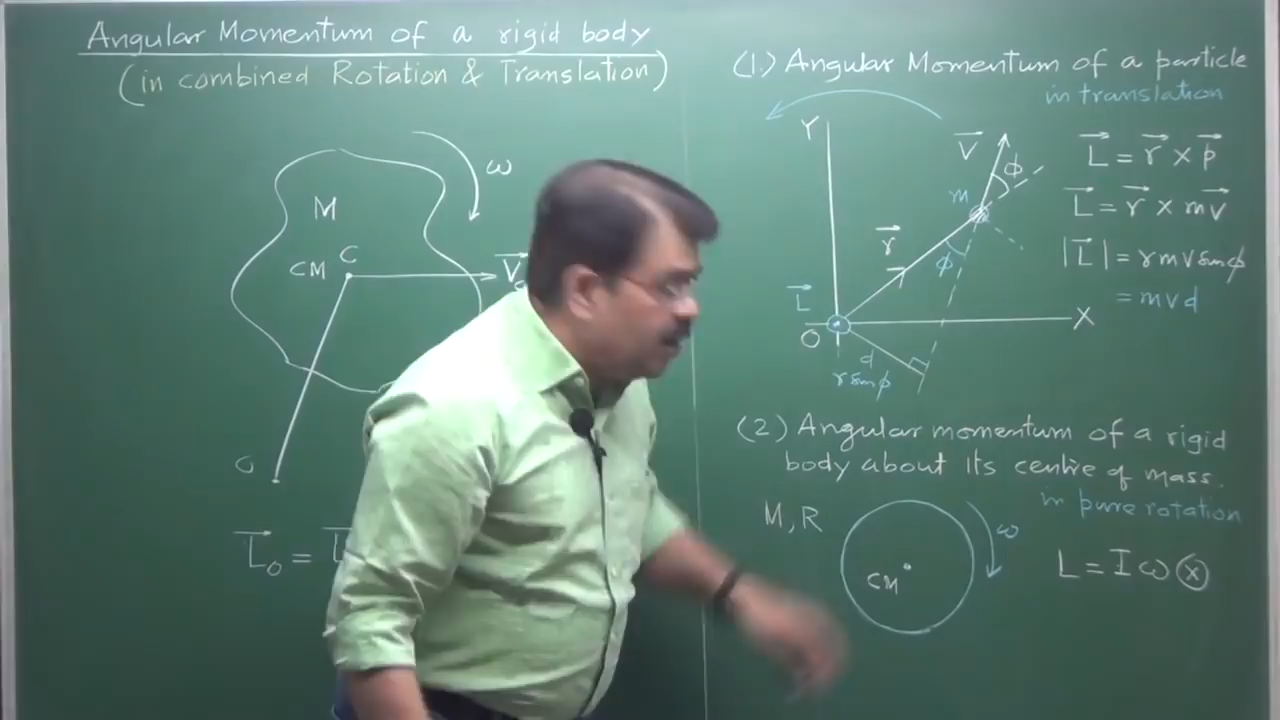 Angular Momentum of a rigid body
(in combined Rotation & Translation)
ω
M
C
CM
V
O
L₀ =
(1.) Angular Momentum of a particle
in translation
Y
V
φ
m
r
φ
L
O
X
d
r sinφ
L = r × p
L = r × mv
|L| = rmv sinφ
= mvd
(2) Angular momentum of a rigid
body about its centre of mass.
in pure rotation
M, R
ω
CM
L = Iω ⊗